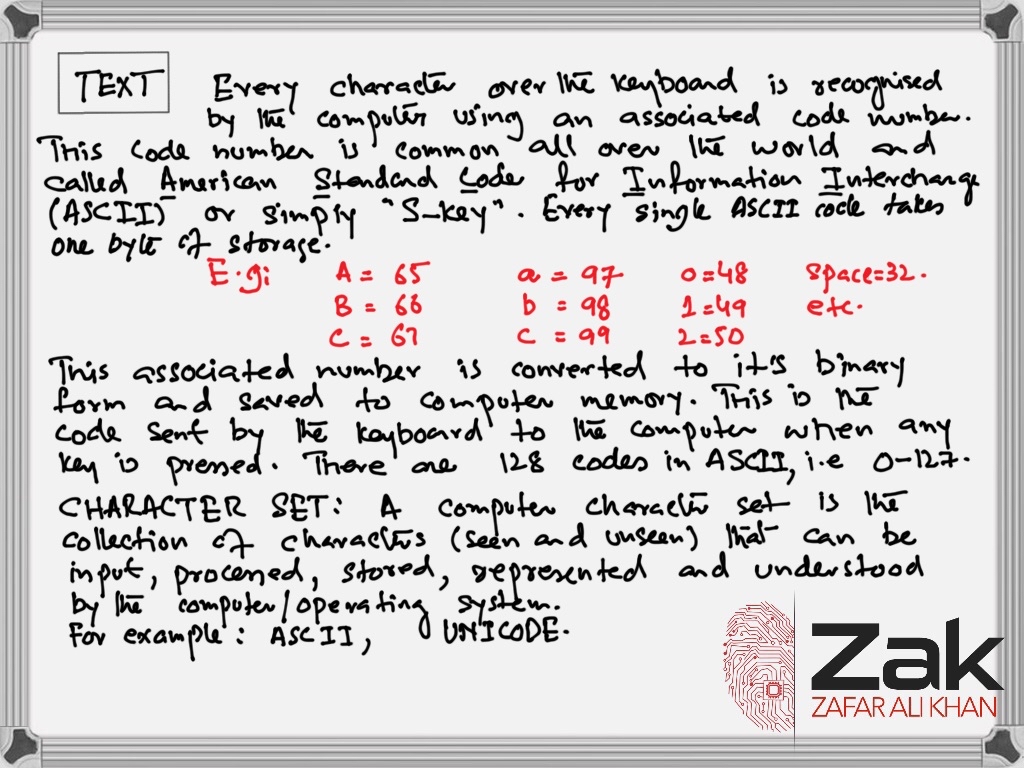 TEXT Every character over the keyboard is recognised
by the computer using an associated code number.
This code number is common all over the world and
called American Standard Code for Information Interchange
(ASCII) or simply "S-key". Every single ASCII code takes
one byte of storage.
E.g: A = 65 a = 97 0=48 space=32.
B = 66 b = 98 1=49 etc.
C = 67 c = 99 2=50
This associated number is converted to it's binary
form and saved to computer memory. This is the
code sent by the keyboard to the computer when any
key is pressed. There are 128 codes in ASCII, i.e 0-127.
CHARACTER SET: A computer character set is the
collection of characters (seen and unseen) that can be
input, processed, stored, represented and understood
by the computer/operating system.
For example: ASCII, UNICODE.
Zak
ZAFAR ALI KHAN